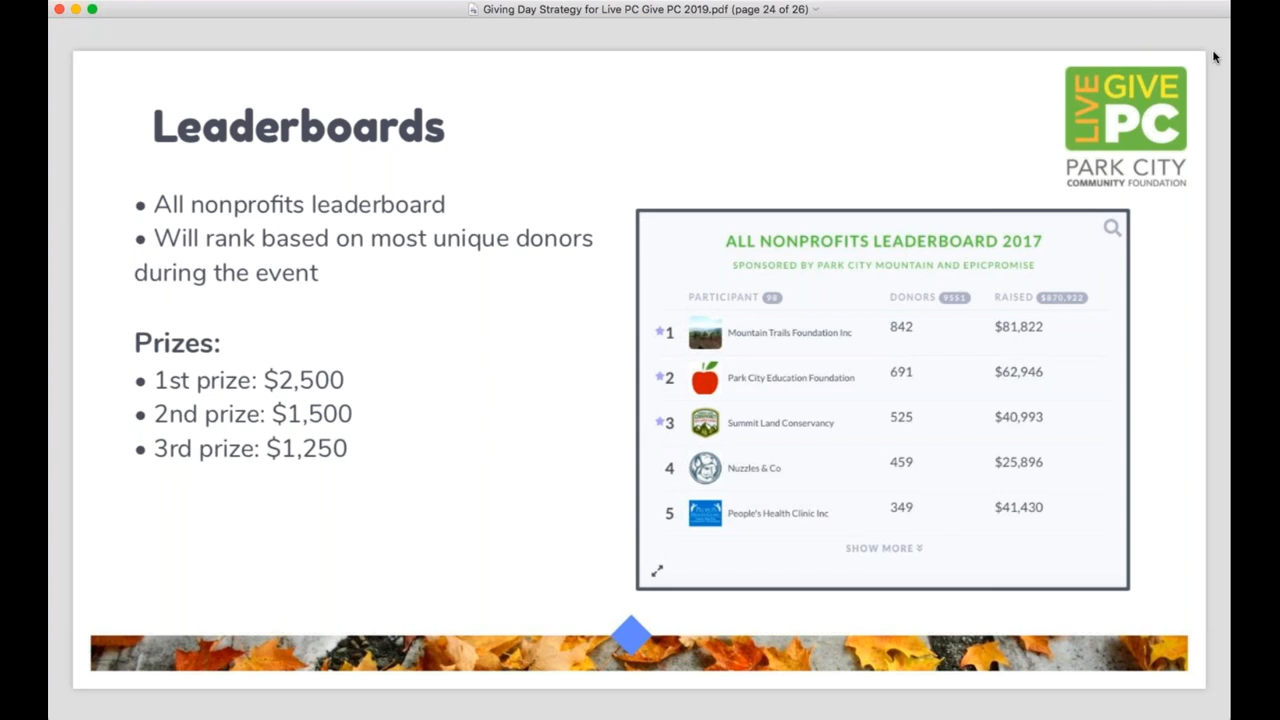 Giving Day Strategy for Live PC Give PC 2019.pdf (page 24 of 26)
LIVE GIVE PC
PARK CITY
COMMUNITY FOUNDATION
Leaderboards
• All nonprofits leaderboard
• Will rank based on most unique donors
during the event
Prizes:
• 1st prize: $2,500
• 2nd prize: $1,500
• 3rd prize: $1,250
ALL NONPROFITS LEADERBOARD 2017
SPONSORED BY PARK CITY MOUNTAIN AND EPICPROMISE
PARTICIPANT 98 DONORS 9551 RAISED $870,922
1 Mountain Trails Foundation Inc 842 $81,822
2 Park City Education Foundation 691 $62,946
3 Summit Land Conservancy 525 $40,993
4 Nuzzles & Co 459 $25,896
5 People's Health Clinic Inc 349 $41,430
SHOW MORE